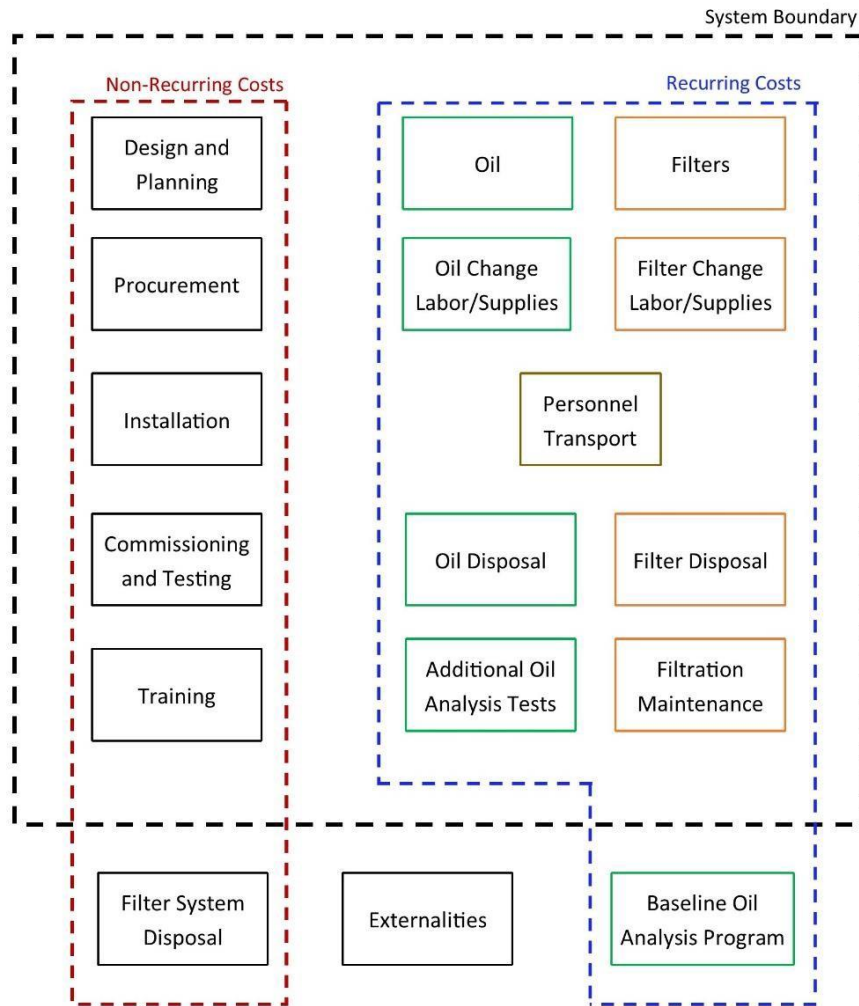 System Boundary
Non-Recurring Costs
Recurring Costs
Design and
Planning
Oil
Filters
Procurement
Oil Change
Labor/Supplies
Filter Change
Labor/Supplies
Installation
Personnel
Transport
Commissioning
and Testing
Oil Disposal
Filter Disposal
Training
Additional Oil
Analysis Tests
Filtration
Maintenance
Filter System
Disposal
Externalities
Baseline Oil
Analysis Program